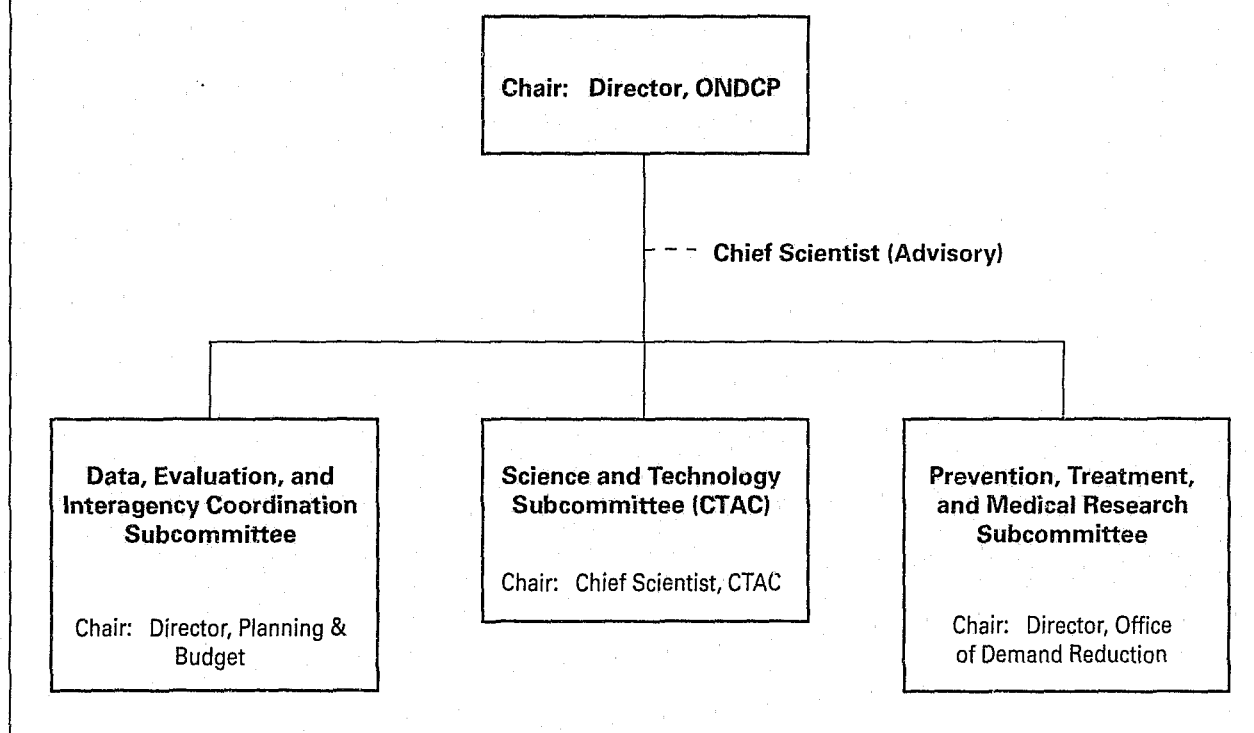 Chair: Director, ONDCP
Chief Scientist (Advisory)
Data, Evaluation, and
Interagency Coordination
Subcommittee
Chair: Director, Planning &
Budget
Science and Technology
Subcommittee (CTAC)
Chair: Chief Scientist, CTAC
Prevention, Treatment,
and Medical Research
Subcommittee
Chair: Director, Office
of Demand Reduction